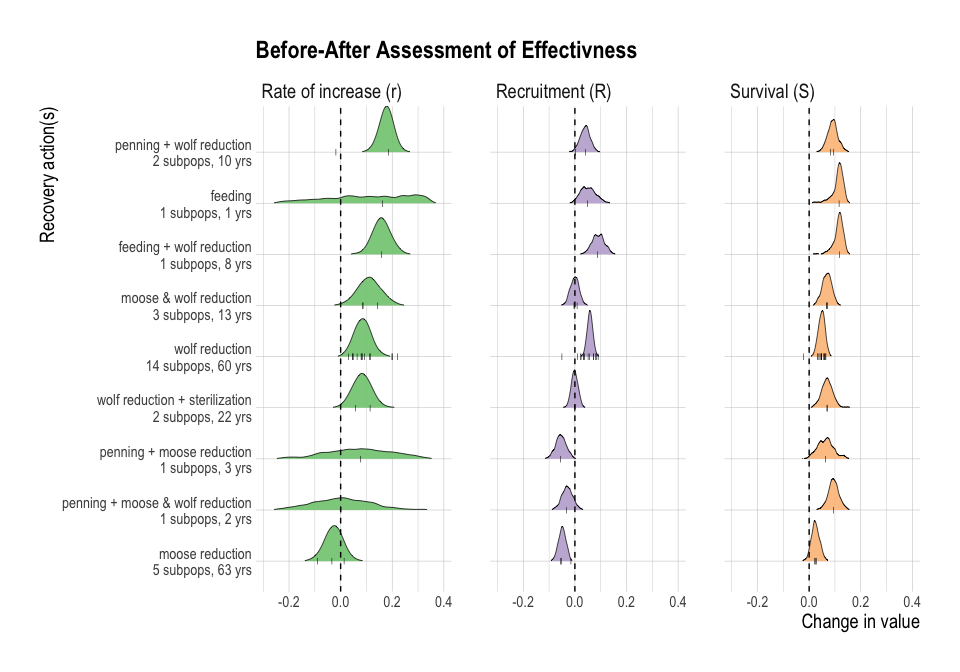 Before-After Assessment of Effectivness
Rate of increase (r)
Recruitment (R)
Survival (S)
Recovery action(s)
penning + wolf reduction
2 subpops, 10 yrs
feeding
1 subpops, 1 yrs
feeding + wolf reduction
1 subpops, 8 yrs
moose & wolf reduction
3 subpops, 13 yrs
wolf reduction
14 subpops, 60 yrs
wolf reduction + sterilization
2 subpops, 22 yrs
penning + moose reduction
1 subpops, 3 yrs
penning + moose & wolf reduction
1 subpops, 2 yrs
moose reduction
5 subpops, 63 yrs
-0.2 0.0 0.2 0.4
-0.2 0.0 0.2 0.4
-0.2 0.0 0.2 0.4
Change in value